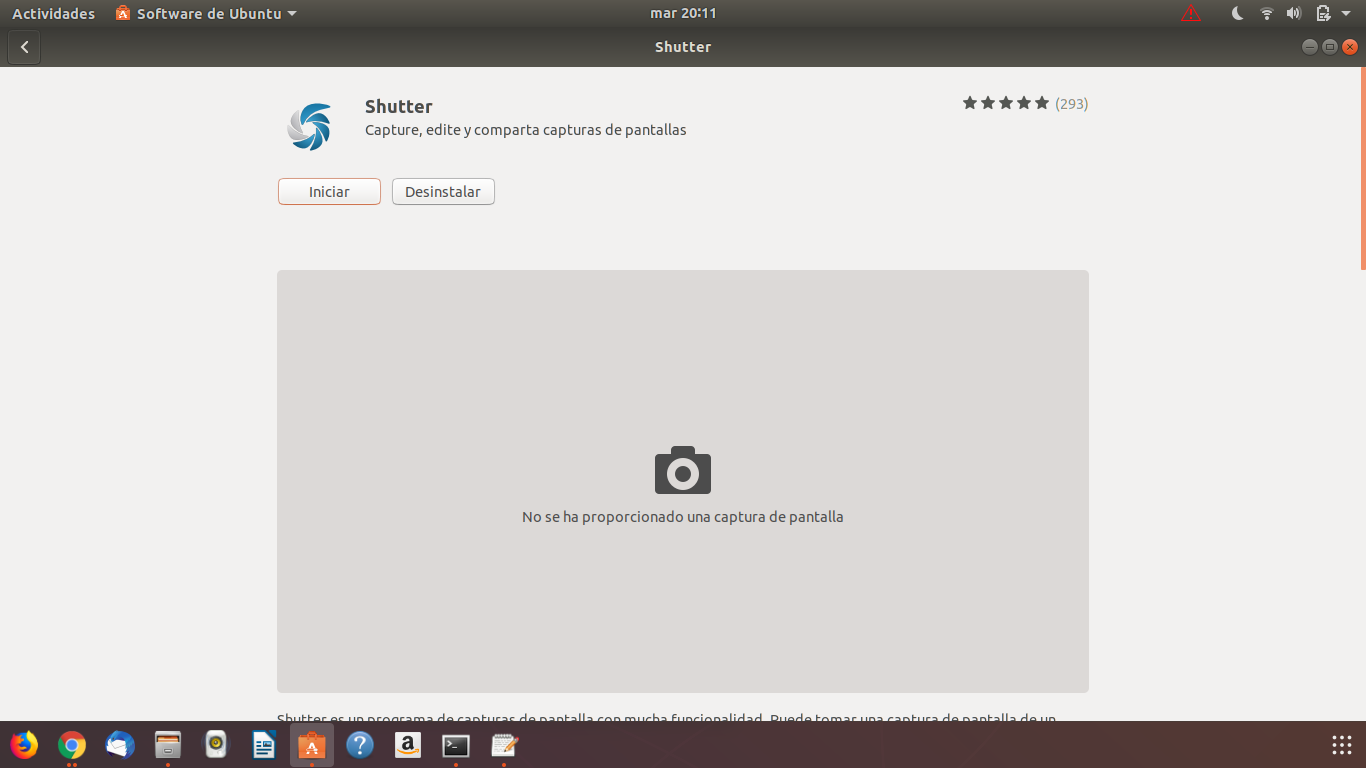 Actividades Software de Ubuntu mar 20:11
Shutter
Shutter (293)
Capture, edite y comparta capturas de pantallas
Iniciar Desinstalar
No se ha proporcionado una captura de pantalla
Shutter es un programa de capturas de pantalla con mucha funcionalidad. Puede tomar una captura de pantalla de un